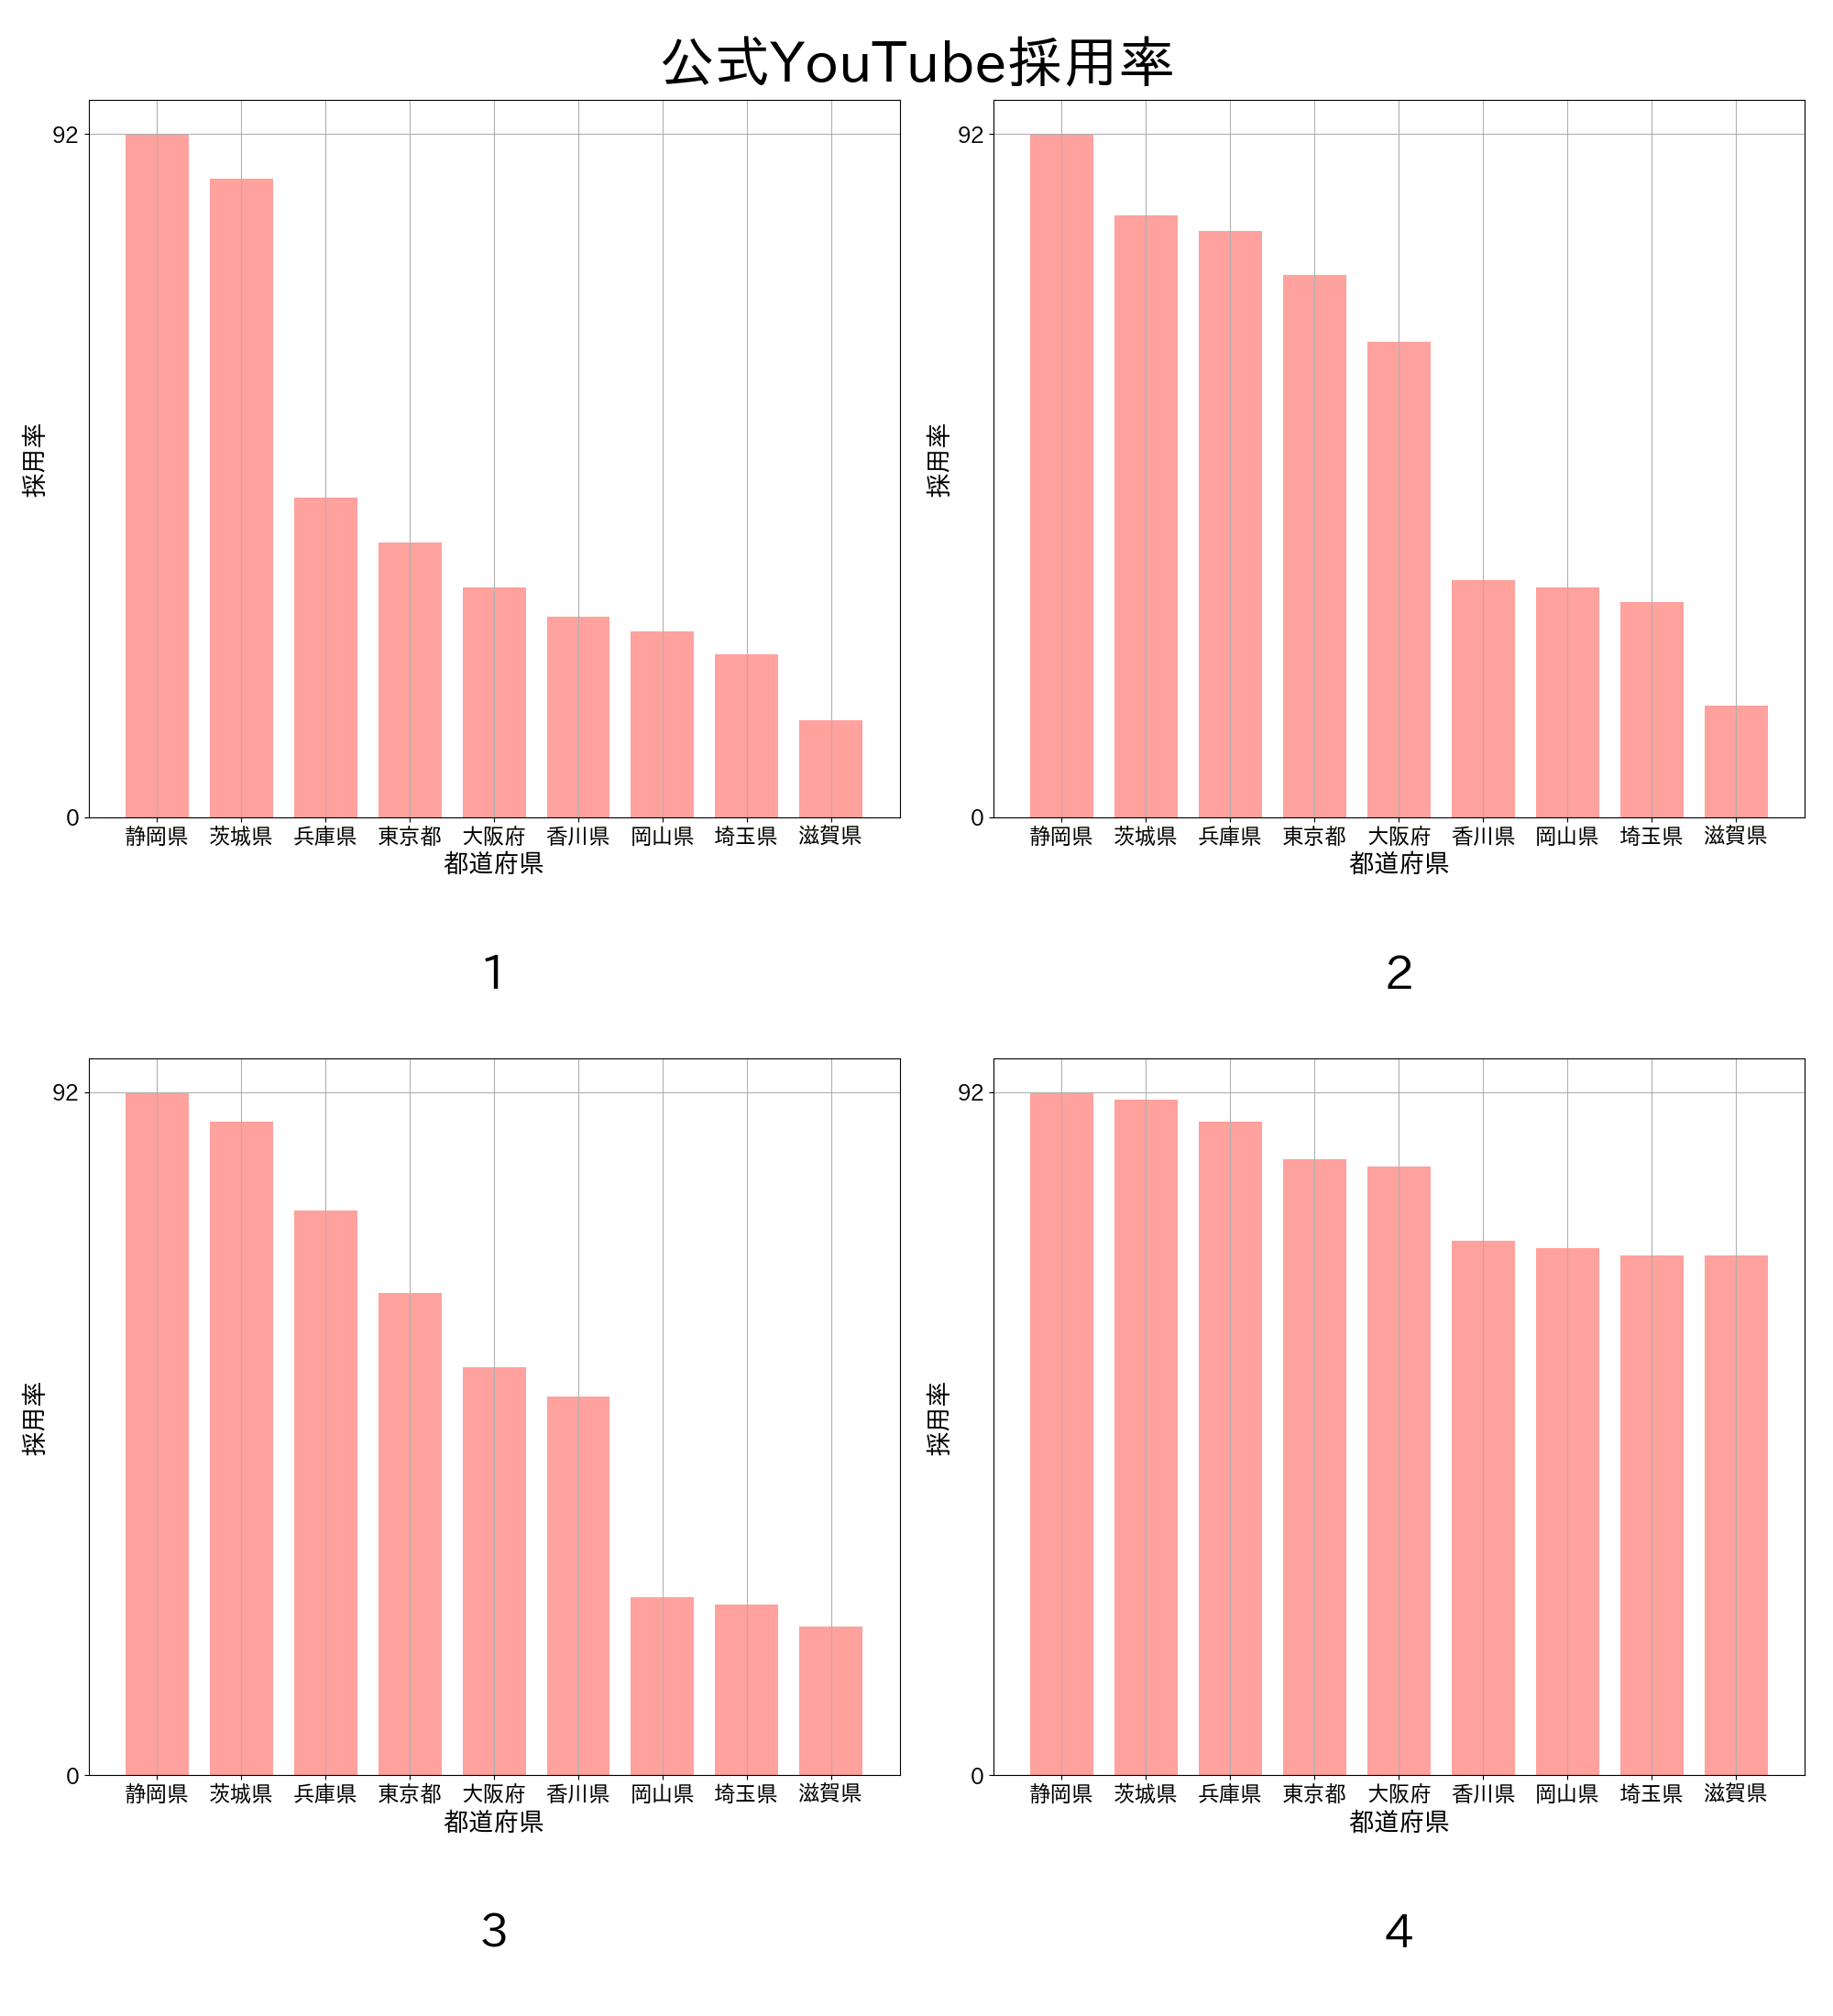 公式YouTube採用率
92
0
採用率
静岡県 茨城県 兵庫県 東京都 大阪府 香川県 岡山県 埼玉県 滋賀県
都道府県
1
92
0
採用率
静岡県 茨城県 兵庫県 東京都 大阪府 香川県 岡山県 埼玉県 滋賀県
都道府県
2
92
0
採用率
静岡県 茨城県 兵庫県 東京都 大阪府 香川県 岡山県 埼玉県 滋賀県
都道府県
3
92
0
採用率
静岡県 茨城県 兵庫県 東京都 大阪府 香川県 岡山県 埼玉県 滋賀県
都道府県
4